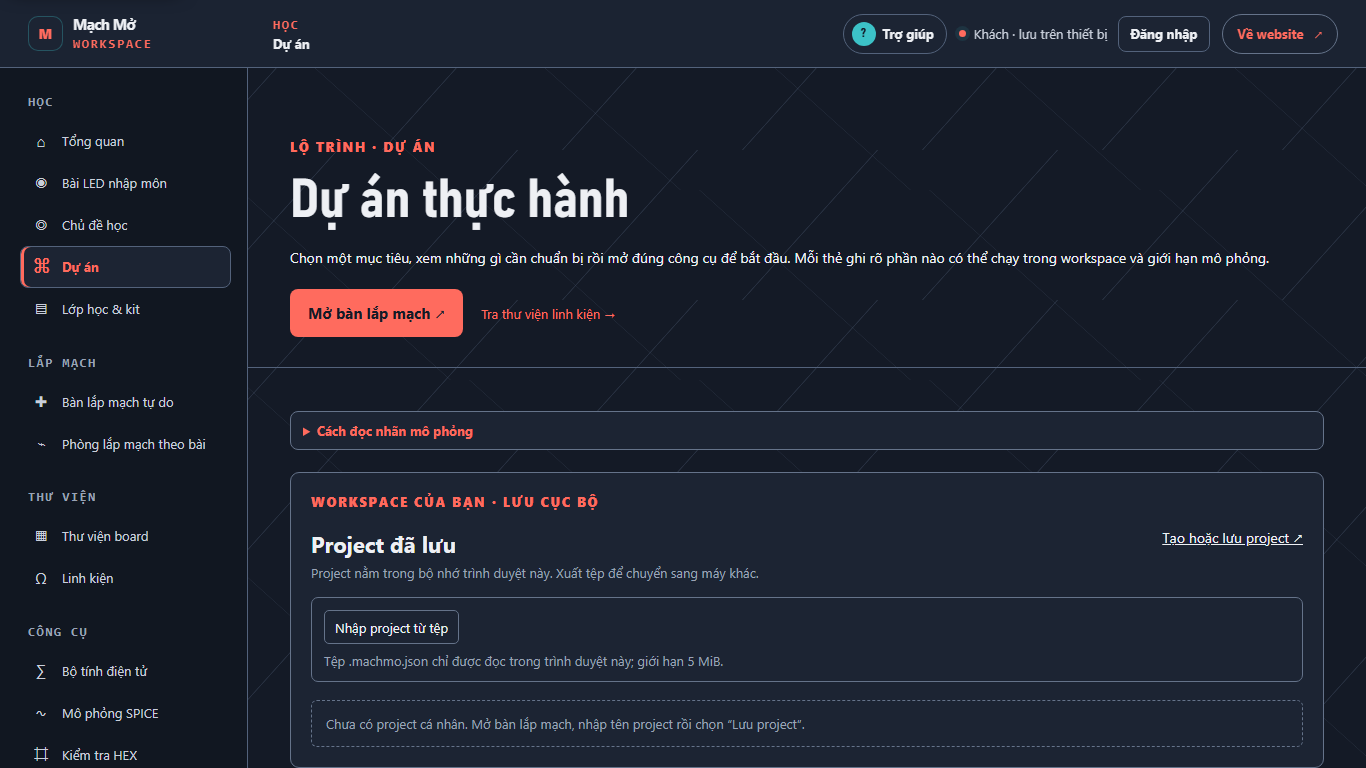 M
Mạch Mở
WORKSPACE
HỌC
Dự án
? Trợ giúp
Khách · lưu trên thiết bị
Đăng nhập
Về website ↗
HỌC
Tổng quan
Bài LED nhập môn
Chủ đề học
Dự án
Lớp học & kit
LẮP MẠCH
Bàn lắp mạch tự do
Phòng lắp mạch theo bài
THƯ VIỆN
Thư viện board
Ω Linh kiện
CÔNG CỤ
∑ Bộ tính điện tử
∿ Mô phỏng SPICE
Kiểm tra HEX
LỘ TRÌNH · DỰ ÁN
Dự án thực hành
Chọn một mục tiêu, xem những gì cần chuẩn bị rồi mở đúng công cụ để bắt đầu. Mỗi thẻ ghi rõ phần nào có thể chạy trong workspace và giới hạn mô phỏng.
Mở bàn lắp mạch ↗
Tra thư viện linh kiện →
Cách đọc nhãn mô phỏng
WORKSPACE CỦA BẠN · LƯU CỤC BỘ
Project đã lưu
Tạo hoặc lưu project ↗
Project nằm trong bộ nhớ trình duyệt này. Xuất tệp để chuyển sang máy khác.
Nhập project từ tệp
Tệp .machmo.json chỉ được đọc trong trình duyệt này; giới hạn 5 MiB.
Chưa có project cá nhân. Mở bàn lắp mạch, nhập tên project rồi chọn “Lưu project”.